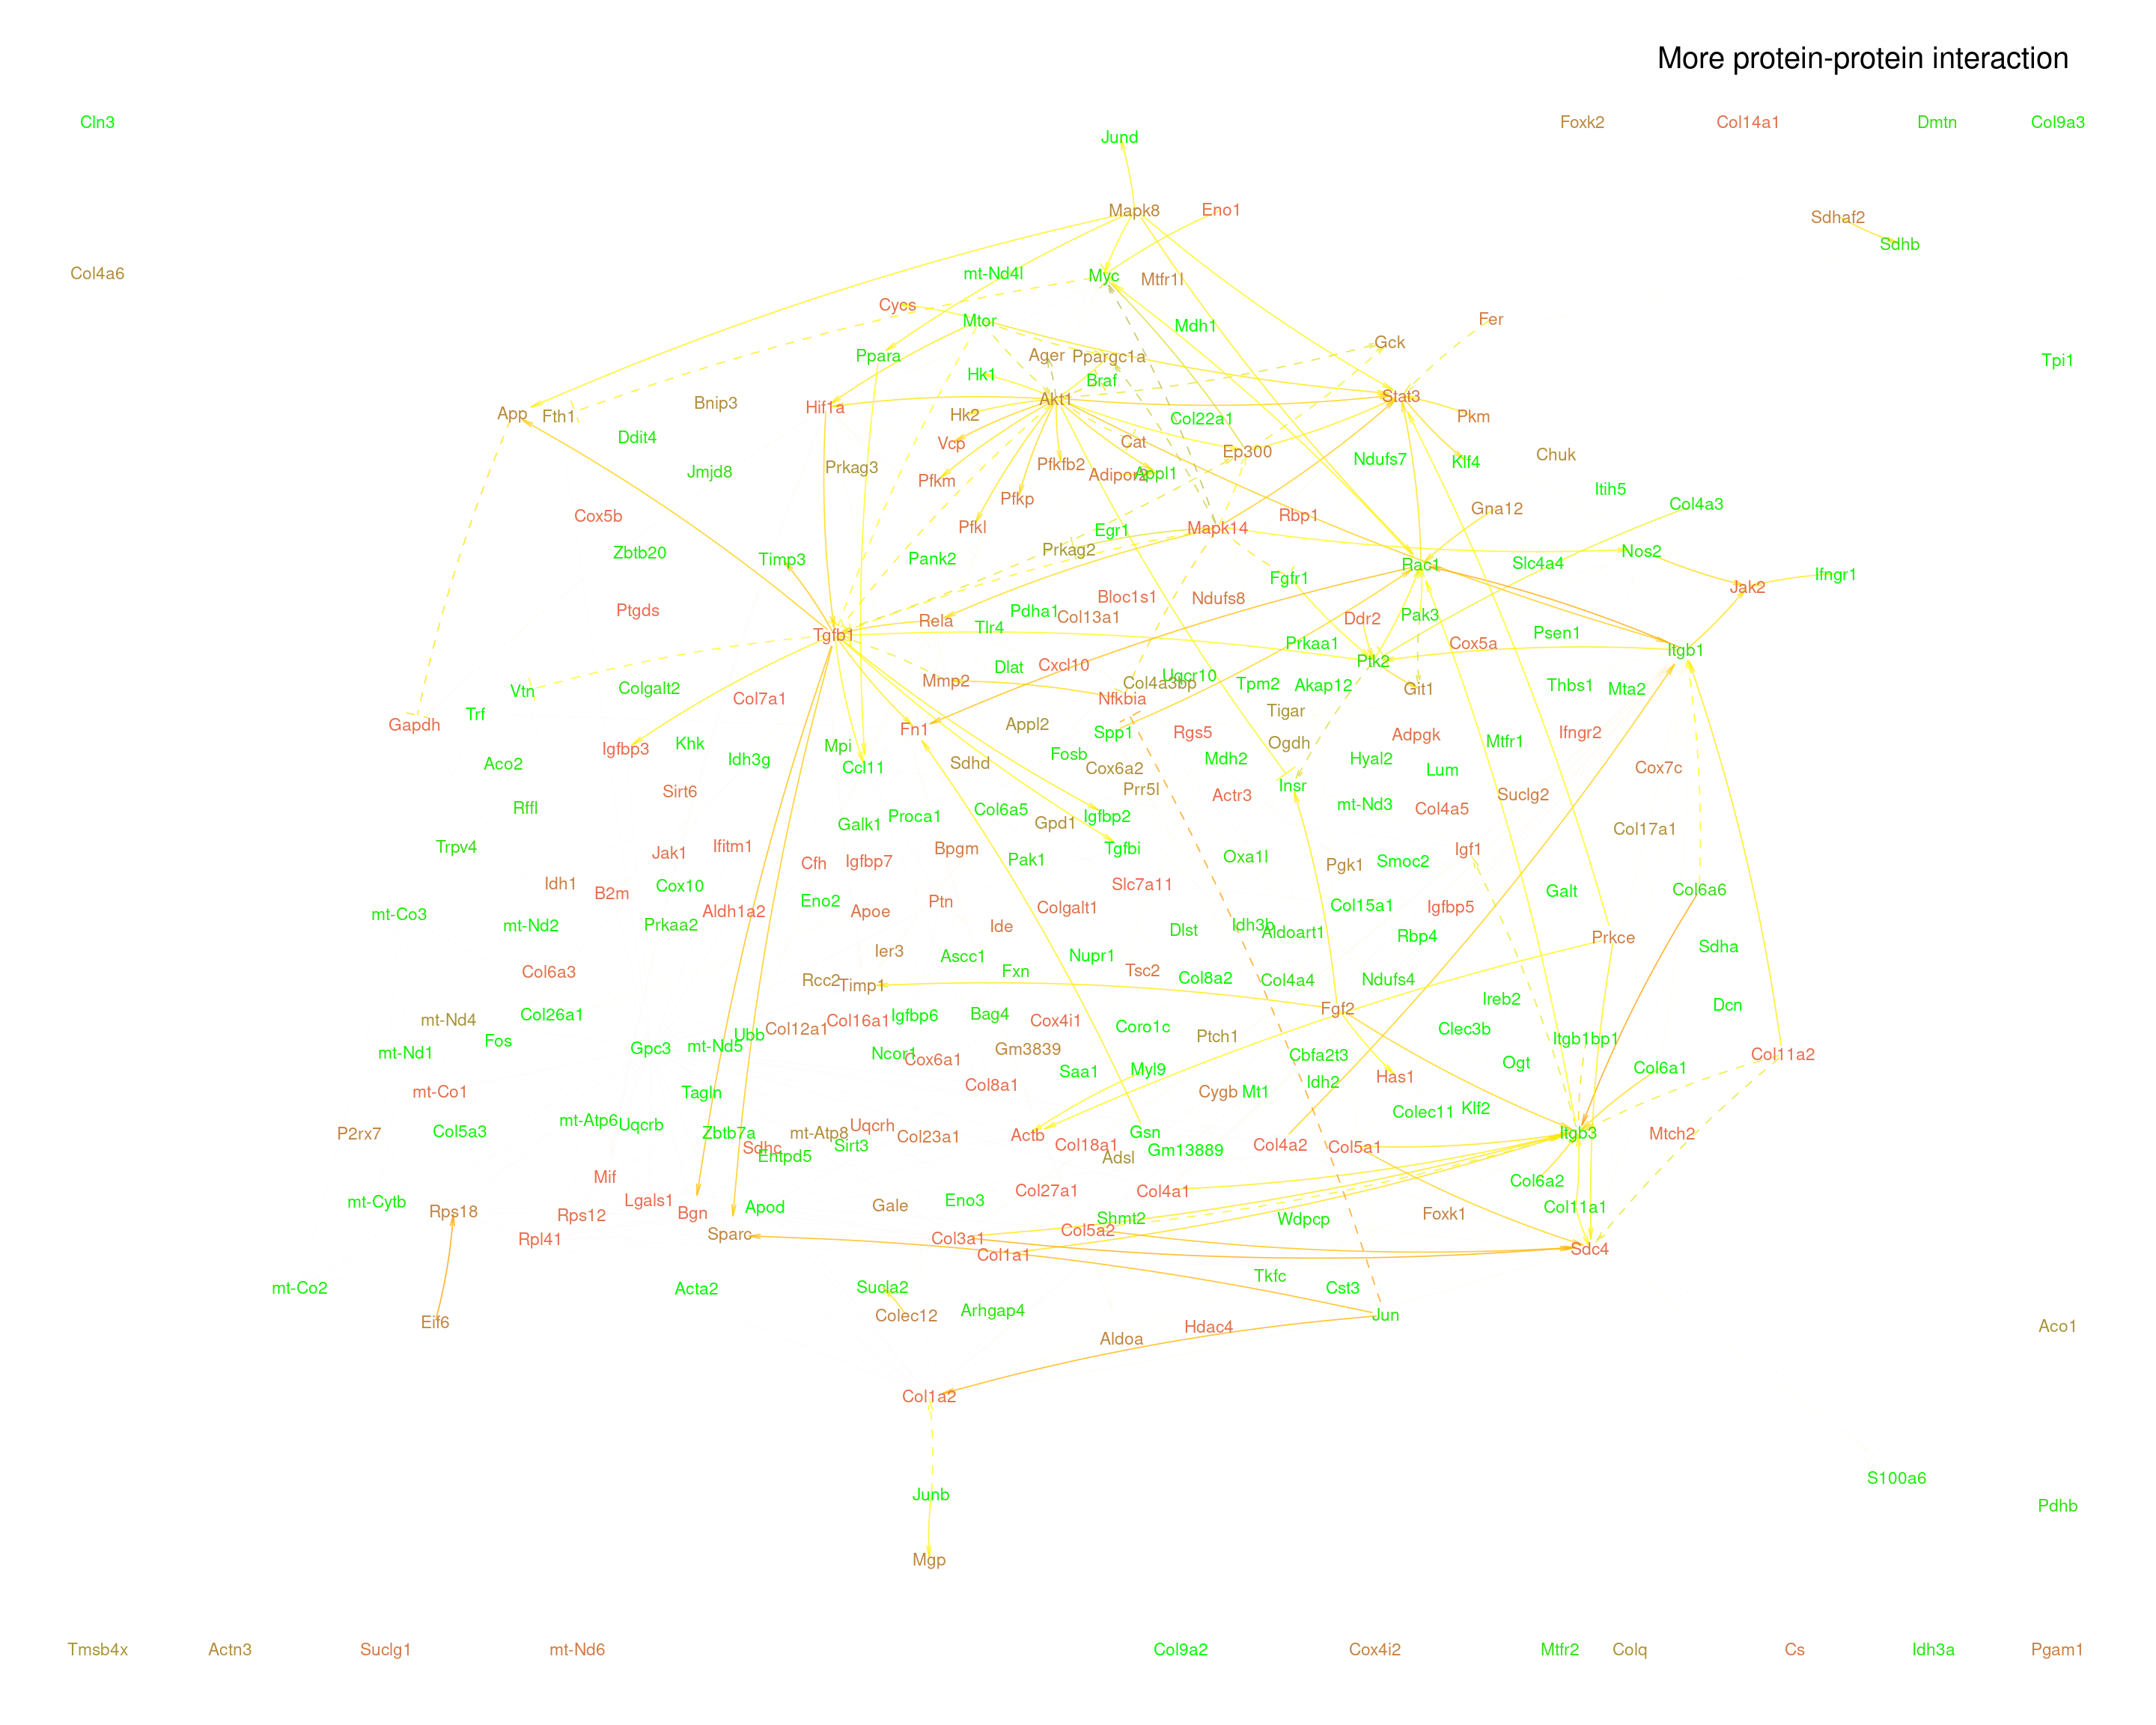 More protein-protein interaction
Cln3
Foxk2
Col14a1
Dmtn
Col9a3
Jund
Mapk8
Eno1
Sdhaf2
Sdhb
Col4a6
mt-Nd4l
Myc
Mtfr1l
Cycs
Mtor
Mdh1
Fer
Gck
Ppara
Ager
Ppargc1a
Tpi1
Hk1
Braf
Akt1
Stat3
Bnip3
Hif1a
App
Fth1
Hk2
Col22a1
Pkm
Ddit4
Vcp
Cat
Ep300
Chuk
Jmjd8
Prkag3
Pfkfb2
Ndufs7
Klf4
Pfkm
Adipor2
Appl1
Itih5
Pfkp
Col4a3
Cox5b
Pfkl
Egr1
Mapk14
Rbp1
Gna12
Zbtb20
Timp3
Pank2
Prkag2
Nos2
Rac1
Slc4a4
Fgfr1
Ifngr1
Jak2
Ptgds
Bloc1s1
Ndufs8
Pdha1
Col13a1
Ddr2
Pak3
Rela
Tlr4
Tgfb1
Prkaa1
Cox5a
Psen1
Itgb1
Dlat
Cxcl10
Ptk2
Mmp2
Col4a3bp
Uqcr10
Tpm2
Akap12
Git1
Thbs1
Mta2
Vtn
Colgalt2
Col7a1
Nfkbia
Trf
Tigar
Gapdh
Fn1
Appl2
Spp1
Rgs5
Adpgk
Ifngr2
Igfbp3
Khk
Mpi
Ogdh
Mtfr1
Aco2
Idh3g
Ccl11
Sdhd
Fosb
Cox6a2
Mdh2
Hyal2
Lum
Cox7c
Sirt6
Prr5l
Actr3
Insr
Suclg2
Rffl
Galk1
Proca1
Col6a5
Gpd1
Igfbp2
mt-Nd3
Col4a5
Col17a1
Trpv4
Jak1
Ifitm1
Cfh
Igfbp7
Bpgm
Pak1
Tgfbi
Oxa1l
Pgk1
Smoc2
Igf1
Idh1
B2m
Cox10
Slc7a11
Galt
Col6a6
mt-Co3
mt-Nd2
Prkaa2
Aldh1a2
Eno2
Apoe
Ptn
Ide
Colgalt1
Dlst
Idh3b
Aldoart1
Col15a1
Igfbp5
Rbp4
Prkce
Sdha
Col6a3
Ier3
Ascc1
Fxn
Nupr1
Tsc2
Col8a2
Col4a4
Ndufs4
Rcc2
Timp1
Ireb2
Dcn
mt-Nd4
Col26a1
Fgf2
Fos
Gpc3
mt-Nd5
Ubb
Col12a1
Col16a1
Igfbp6
Bag4
Cox4i1
Coro1c
Ptch1
Clec3b
Itgb1bp1
mt-Nd1
Ncor1
Cox6a1
Gm3839
Cbfa2t3
Ogt
Col6a1
Col11a2
mt-Co1
Tagln
Col8a1
Saa1
Myl9
Cygb
Mt1
Idh2
Has1
P2rx7
Col5a3
mt-Atp6
Uqcrb
Zbtb7a
mt-Atp8
Uqcrh
Col23a1
Actb
Gsn
Colec11
Klf2
Itgb3
Mtch2
Sdhc
Entpd5
Sirt3
Col18a1
Adsl
Gm13889
Col4a2
Col5a1
Mif
mt-Cytb
Rps18
Rps12
Lgals1
Bgn
Apod
Gale
Eno3
Col27a1
Col4a1
Col6a2
Col11a1
Rpl41
Sparc
Col3a1
Col1a1
Col5a2
Shmt2
Wdpcp
Foxk1
Sdc4
mt-Co2
Acta2
Sucla2
Tkfc
Cst3
Eif6
Colec12
Arhgap4
Aldoa
Hdac4
Jun
Aco1
Col1a2
S100a6
Junb
Pdhb
Mgp
Tmsb4x
Actn3
Suclg1
mt-Nd6
Col9a2
Cox4i2
Mtfr2
Colq
Cs
Idh3a
Pgam1